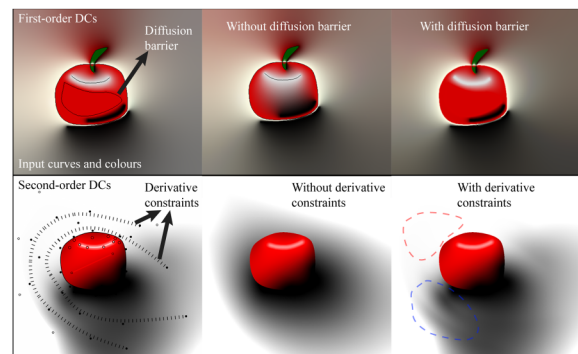 First-order DCs
Diffusion
barrier
Without diffusion barrier
With diffusion barrier
Input curves and colours
Second-order DCs
Derivative
constraints
Without derivative
constraints
With derivative
constraints